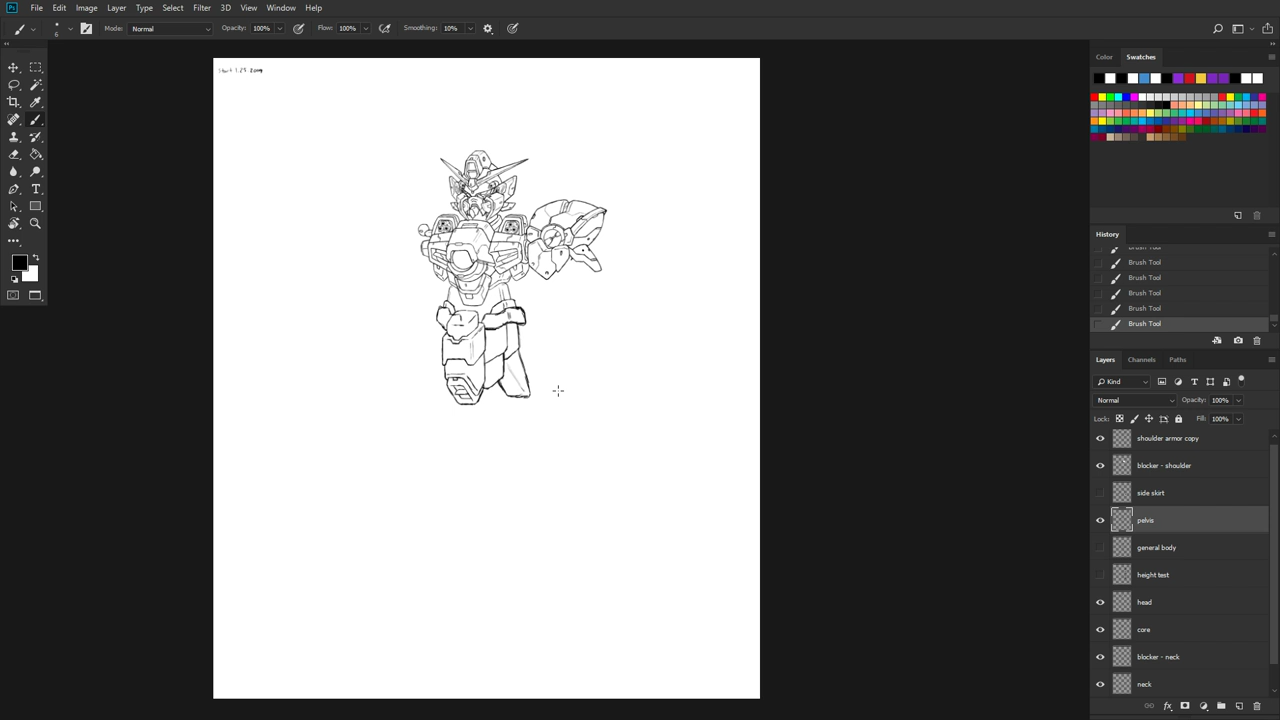 Ps File Edit Image Layer Type Select Filter 3D View Window Help
6 Mode: Normal Opacity: 100% Flow: 100% Smoothing: 10%
Color Swatches
History
Brush Tool
Brush Tool
Brush Tool
Brush Tool
Brush Tool
Brush Tool
Layers Channels Paths
Kind
Normal Opacity: 100%
Lock: Fill: 100%
shoulder armor copy
blocker - shoulder
side skirt
pelvis
general body
height test
head
core
blocker - neck
neck